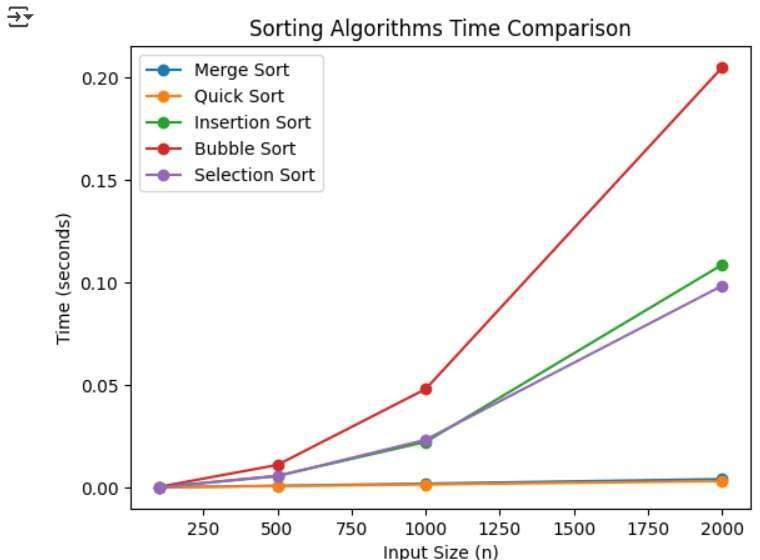 Sorting Algorithms Time Comparison
Merge Sort
Quick Sort
Insertion Sort
Bubble Sort
Selection Sort
Time (seconds)
0.20
0.15
0.10
0.05
0.00
250 500 750 1000 1250 1500 1750 2000
Input Size (n)